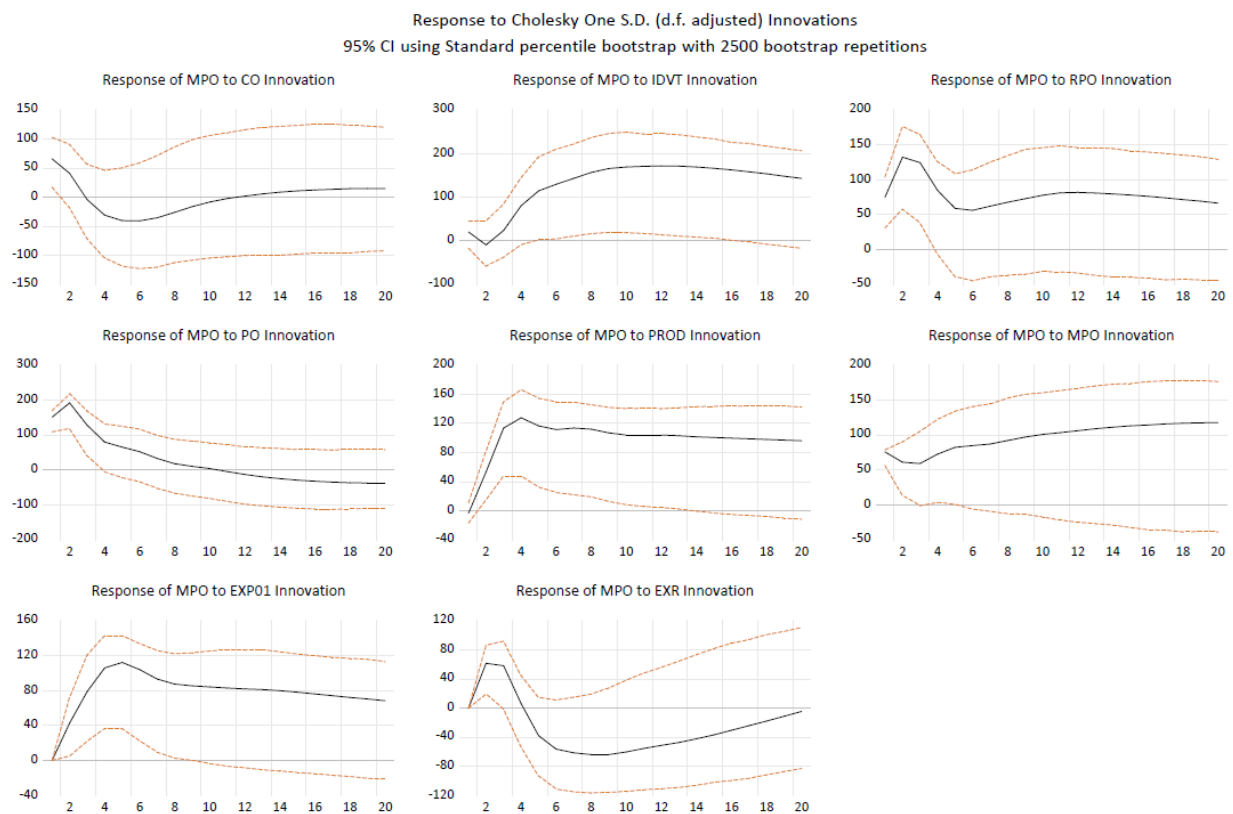 Response to Cholesky One S.D. (d.f. adjusted) Innovations
95% CI using Standard percentile bootstrap with 2500 bootstrap repetitions
Response of MPO to CO Innovation
150
100
50
0
-50
-100
-150
2 4 6 8 10 12 14 16 18 20
Response of MPO to IDVT Innovation
300
200
100
0
-100
2 4 6 8 10 12 14 16 18 20
Response of MPO to RPO Innovation
200
150
100
50
0
-50
2 4 6 8 10 12 14 16 18 20
Response of MPO to PO Innovation
300
200
100
0
-100
-200
2 4 6 8 10 12 14 16 18 20
Response of MPO to PROD Innovation
200
160
120
80
40
0
-40
2 4 6 8 10 12 14 16 18 20
Response of MPO to MPO Innovation
200
150
100
50
0
-50
2 4 6 8 10 12 14 16 18 20
Response of MPO to EXP01 Innovation
160
120
80
40
0
-40
2 4 6 8 10 12 14 16 18 20
Response of MPO to EXR Innovation
120
80
40
0
-40
-80
-120
2 4 6 8 10 12 14 16 18 20